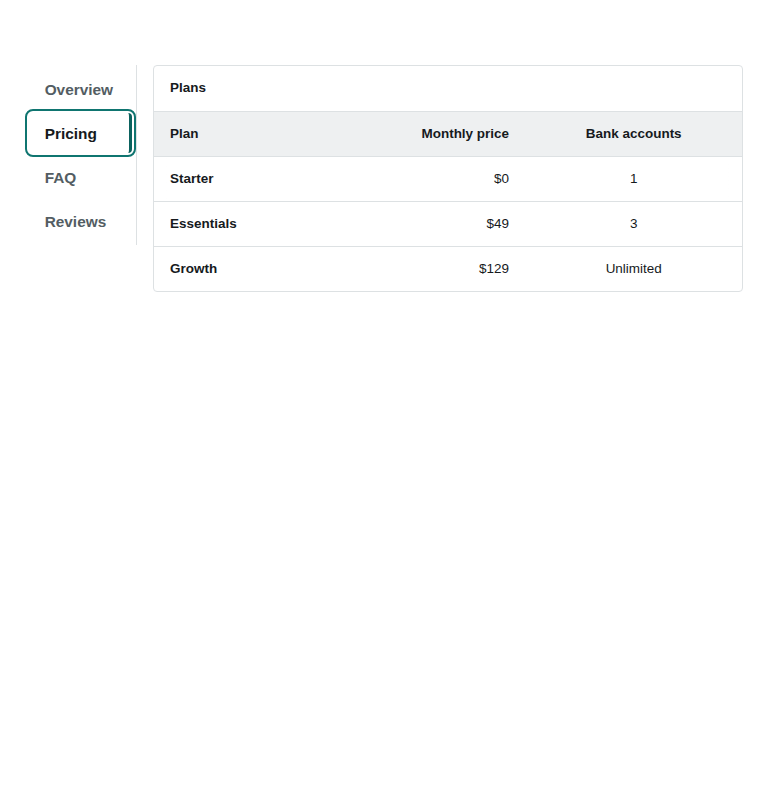 Overview
Pricing
FAQ
Reviews
Plans
Plan Monthly price Bank accounts
Starter $0 1
Essentials $49 3
Growth $129 Unlimited